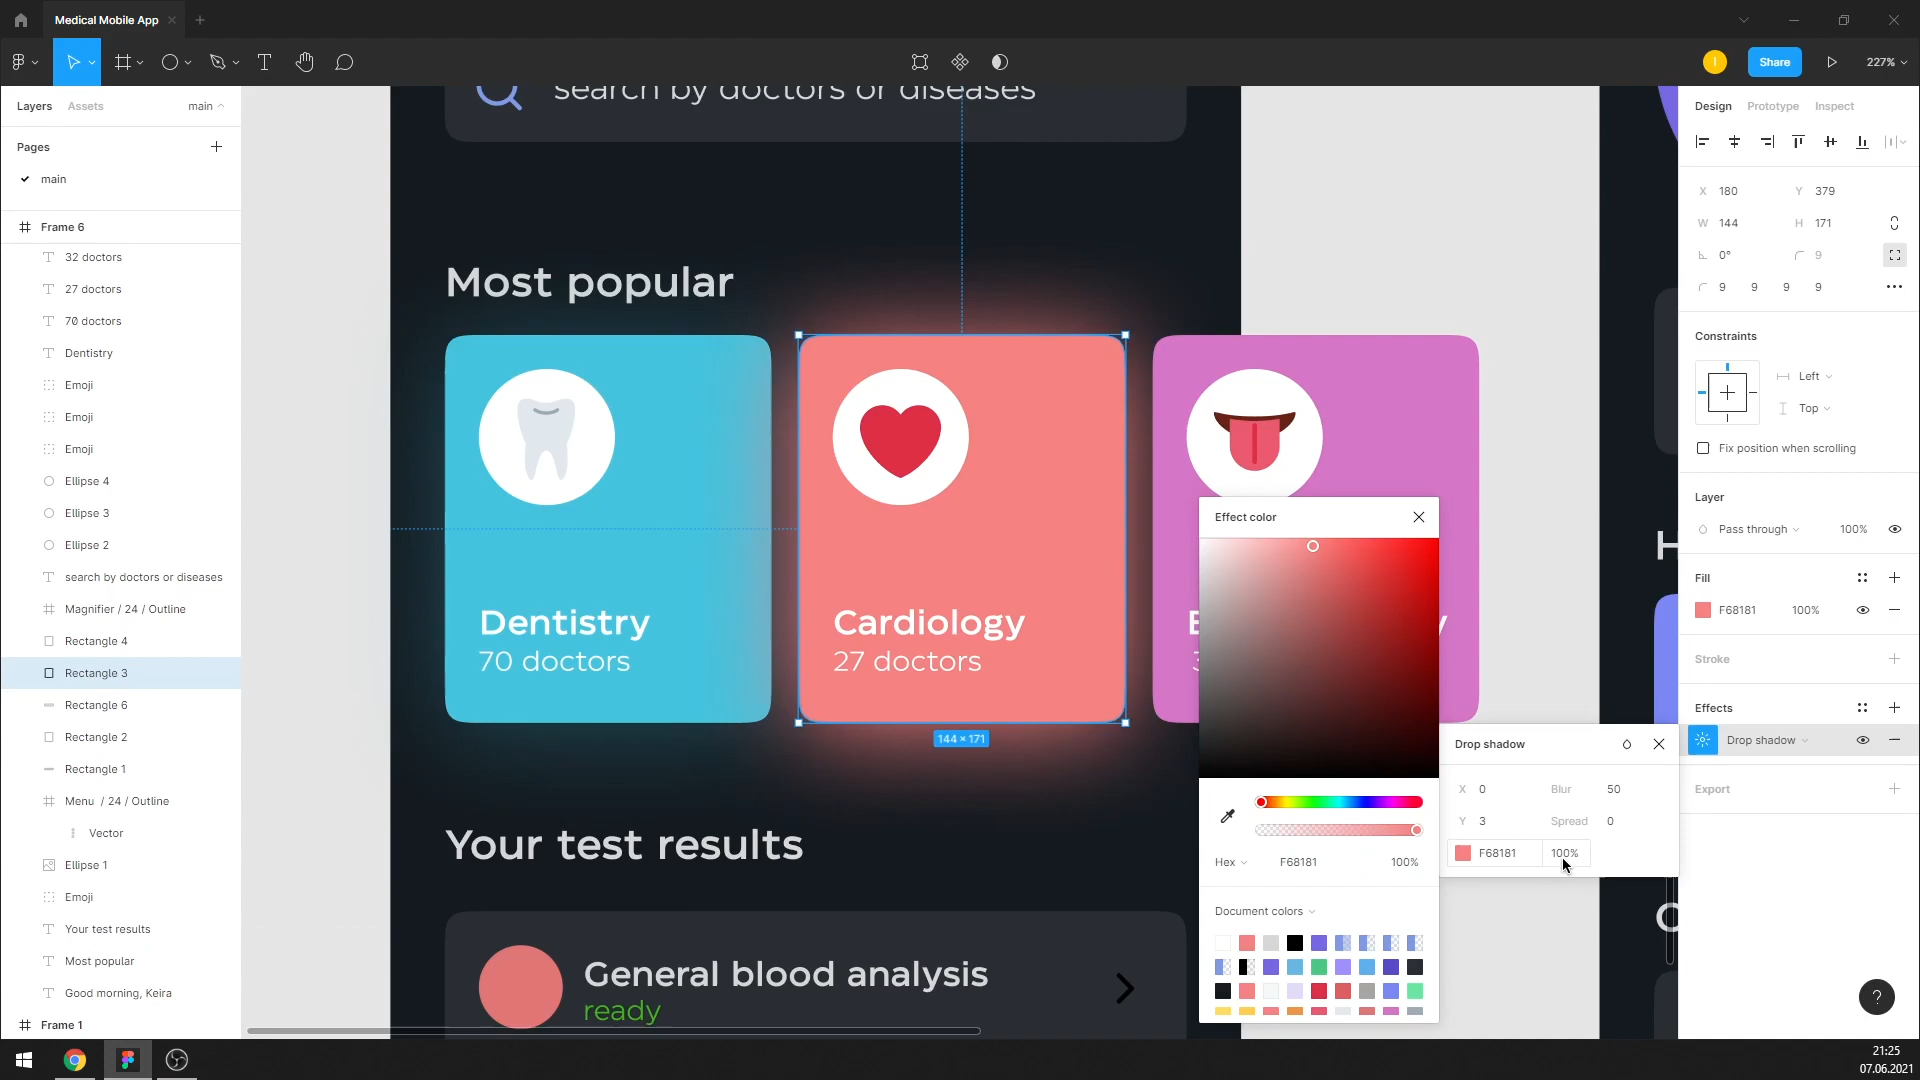 Medical Mobile App
Share
227%
Layers
Assets
main
Pages
main
Frame 6
32 doctors
27 doctors
70 doctors
Dentistry
Emoji
Emoji
Emoji
Ellipse 4
Ellipse 3
Ellipse 2
search by doctors or diseases
Magnifier / 24 / Outline
Rectangle 4
Rectangle 3
Rectangle 6
Rectangle 2
Rectangle 1
Menu / 24 / Outline
Vector
Ellipse 1
Emoji
Your test results
Most popular
Good morning, Keira
Frame 1
search by doctors or diseases
Most popular
Dentistry
70 doctors
Cardiology
27 doctors
144 × 171
Your test results
General blood analysis
ready
Effect color
Hex
F68181
100%
Document colors
Drop shadow
X 0
Blur 50
Y 3
Spread 0
F68181
100%
Design
Prototype
Inspect
X 180
Y 379
W 144
H 171
0°
9
9 9 9 9
Constraints
Left
Top
Fix position when scrolling
Layer
Pass through
100%
Fill
F68181
100%
Stroke
Effects
Drop shadow
Export
?
21:25
07.06.2021